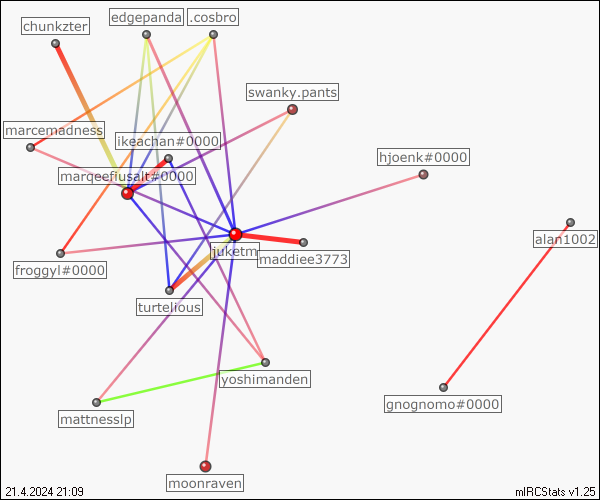 edgepanda
.cosbro
chunkzter
swanky.pants
marcemadness
ikeachan#0000
hjoenk#0000
marqeefiusalt#0000
alan1002
juketm
maddiee3773
froggyl#0000
turtelious
yoshimanden
gnognomo#0000
mattnesslp
moonraven
21.4.2024 21:09
mIRCStats v1.25